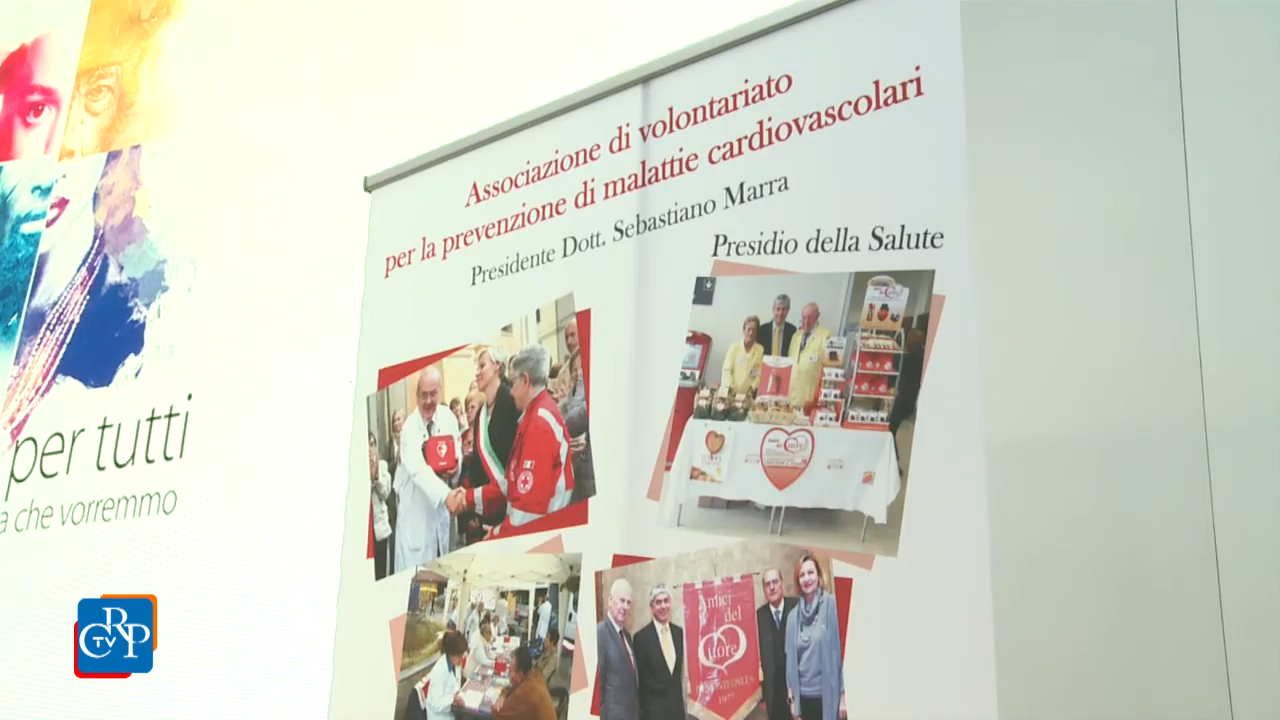 Associazione di volontariato
per la prevenzione di malattie cardiovascolari
Presidente Dott. Sebastiano Marra
Presidio della Salute
per tutti
a che vorremmo
Amici
del
Cuore
CRP
TV